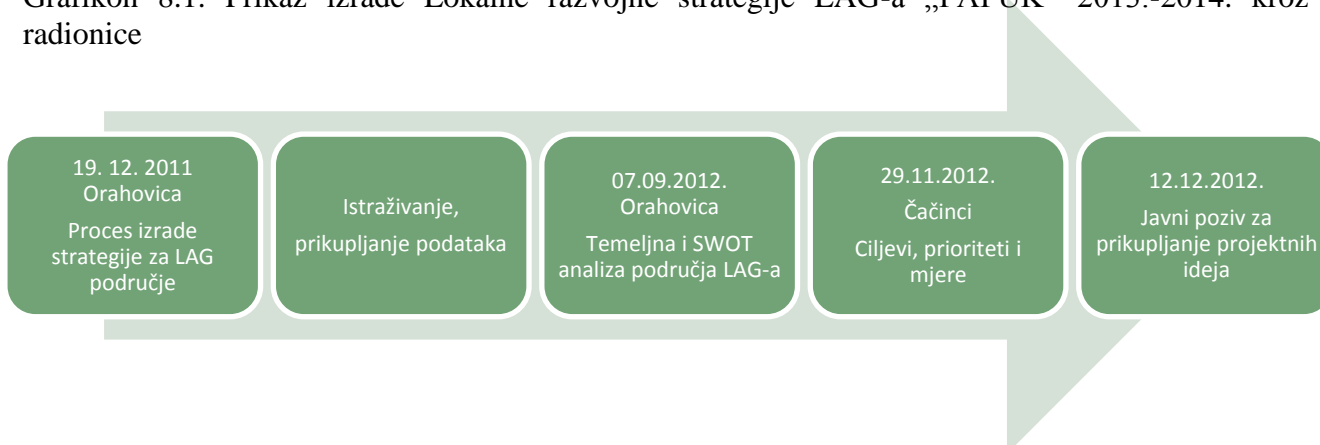 Grafikon 8.1. Prikaz izrade Lokalne razvojne strategije LAG-a „PAPUK“ 2013.-2014. kroz
radionice
19. 12. 2011
Orahovica
Proces izrade
strategije za LAG
područje
Istraživanje,
prikupljanje podataka
07.09.2012.
Orahovica
Temeljna i SWOT
analiza područja LAG-a
29.11.2012.
Čačinci
Ciljevi, prioriteti i
mjere
12.12.2012.
Javni poziv za
prikupljanje projektnih
ideja